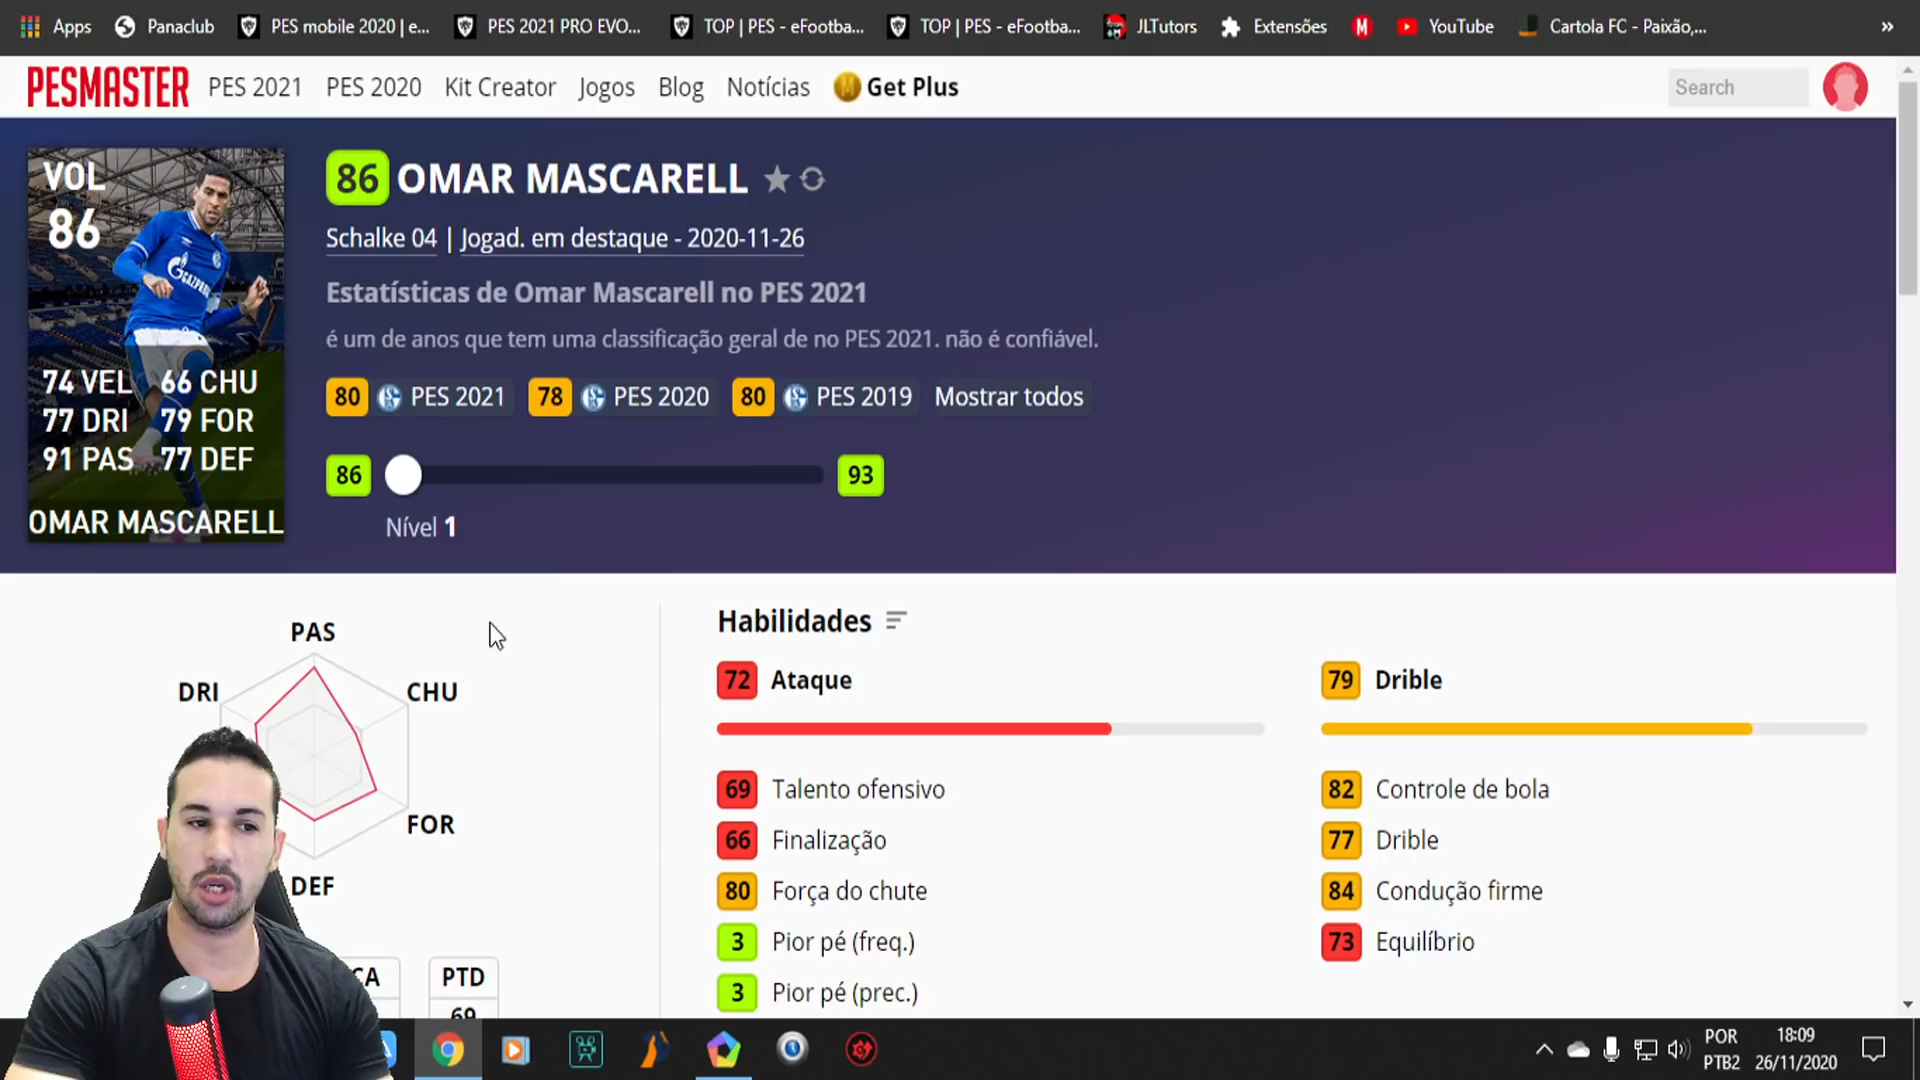 Apps
Panaclub
PES mobile 2020 | e...
PES 2021 PRO EVO...
TOP | PES - eFootba...
TOP | PES - eFootba...
JLTutors
Extensões
M
YouTube
Cartola FC - Paixão,...
»
PESMASTER
PES 2021
PES 2020
Kit Creator
Jogos
Blog
Notícias
Get Plus
Search
VOL
86
GAZPROM
74 VEL 66 CHU
77 DRI 79 FOR
91 PAS 77 DEF
OMAR MASCARELL
86 OMAR MASCARELL
Schalke 04 | Jogad. em destaque - 2020-11-26
Estatísticas de Omar Mascarell no PES 2021
é um de anos que tem uma classificação geral de no PES 2021. não é confiável.
80 PES 2021 78 PES 2020 80 PES 2019 Mostrar todos
86 93
Nível 1
PAS
DRI
CHU
FOR
DEF
CA
PTD
69
Habilidades
72 Ataque
69 Talento ofensivo
66 Finalização
80 Força do chute
3 Pior pé (freq.)
3 Pior pé (prec.)
79 Drible
82 Controle de bola
77 Drible
84 Condução firme
73 Equilíbrio
POR
PTB2
18:09
26/11/2020